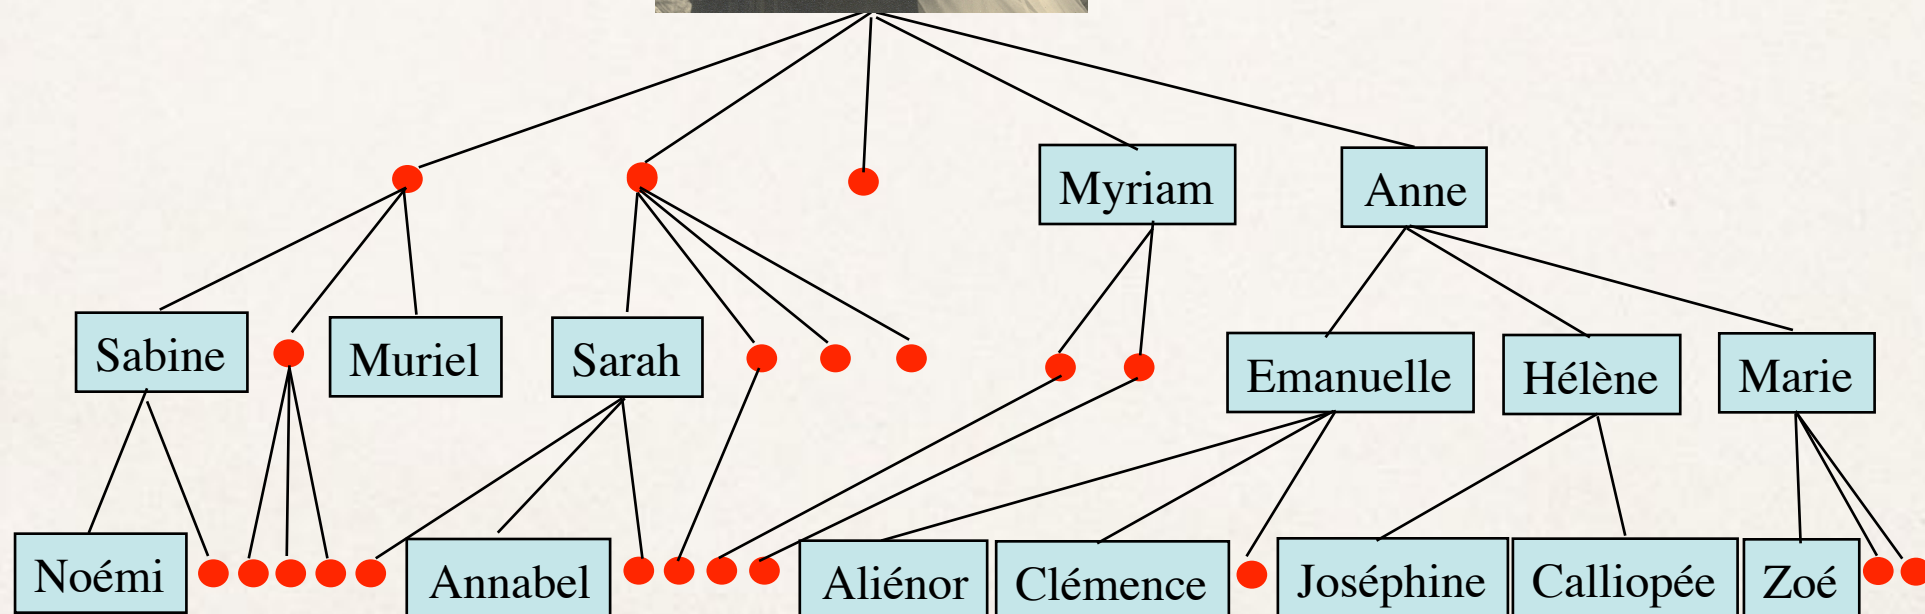 Myriam
Anne
Sabine
Muriel
Sarah
Emanuelle
Hélène
Marie
Noémi
Annabel
Aliénor
Clémence
Joséphine
Calliopée
Zoé